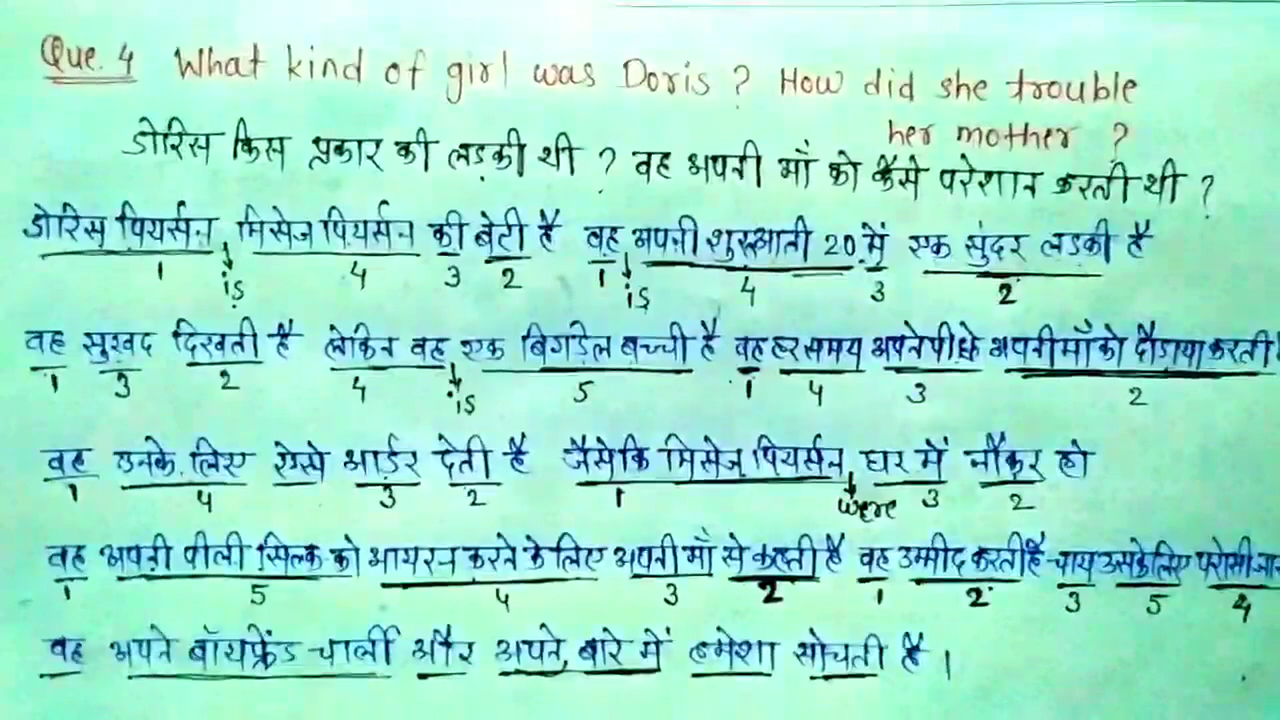 Que. 4 What kind of girl was Doris ? How did she trouble
her mother ?
डोरिस किस प्रकार की लड़की थी ? वह अपनी माँ को कैसे परेशान करती थी ?
डोरिस पियर्सन मिसेज पियर्सन की बेटी है वह अपनी शुरुआती 20 में एक सुंदर लडकी है
1 is 4 3 2 1 is 4 3 2
वह सुखद दिखती है लेकिन वह एक बिगड़ैल बच्ची है वह हर समय अपने पीछे अपनी माँ को दौडाया करती
1 3 2 4 is 5 1 4 3 2
वह उनके लिए ऐसे आर्डर देती है जैसे कि मिसेज पियर्सन घर में नौकर हो
1 4 3 2 1 were 3 2
वह अपनी पीली सिल्क को आयरन करने के लिए अपनी माँ से कहती है वह उम्मीद करती है चाय उसके लिए
1 5 4 3 2 1 2 3 5 4
वह अपने बॉयफ्रेंड चार्ली और अपने बारे में हमेशा सोचती है ।